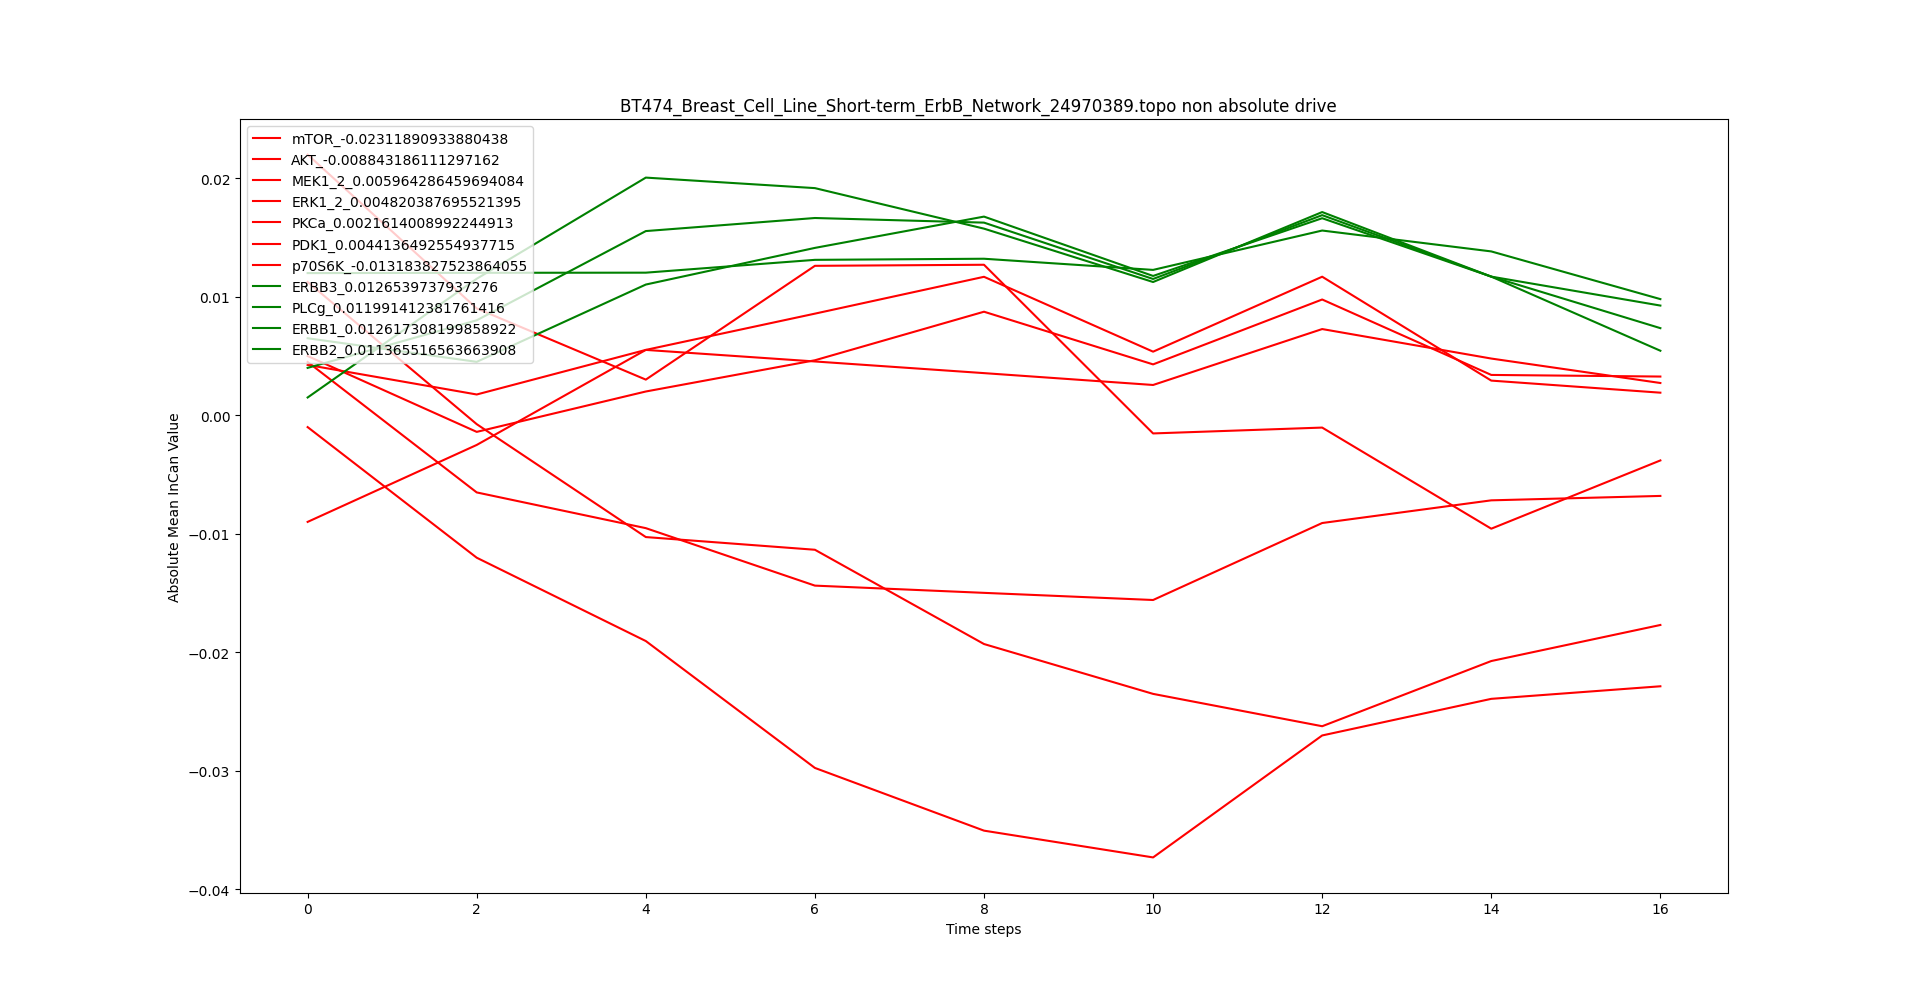 BT474_Breast_Cell_Line_Short-term_ErbB_Network_24970389.topo non absolute drive
mTOR_-0.02311890933880438
AKT_-0.008843186111297162
MEK1_2_0.005964286459694084
ERK1_2_0.004820387695521395
PKCa_0.0021614008992244913
PDK1_0.0044136492554937715
p70S6K_-0.013183827523864055
ERBB3_0.0126539737937276
PLCg_0.011991412381761416
ERBB1_0.012617308199858922
ERBB2_0.011365516563663908
0.02
0.01
0.00
−0.01
−0.02
−0.03
−0.04
Absolute Mean InCan Value
0 2 4 6 8 10 12 14 16
Time steps